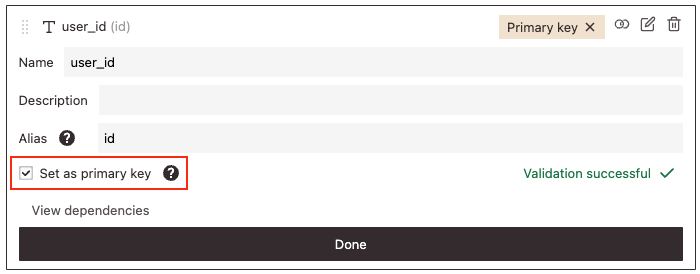 T user_id (id) Primary key ×
Name user_id
Description
Alias ? id
Set as primary key ? Validation successful ✓
View dependencies
Done